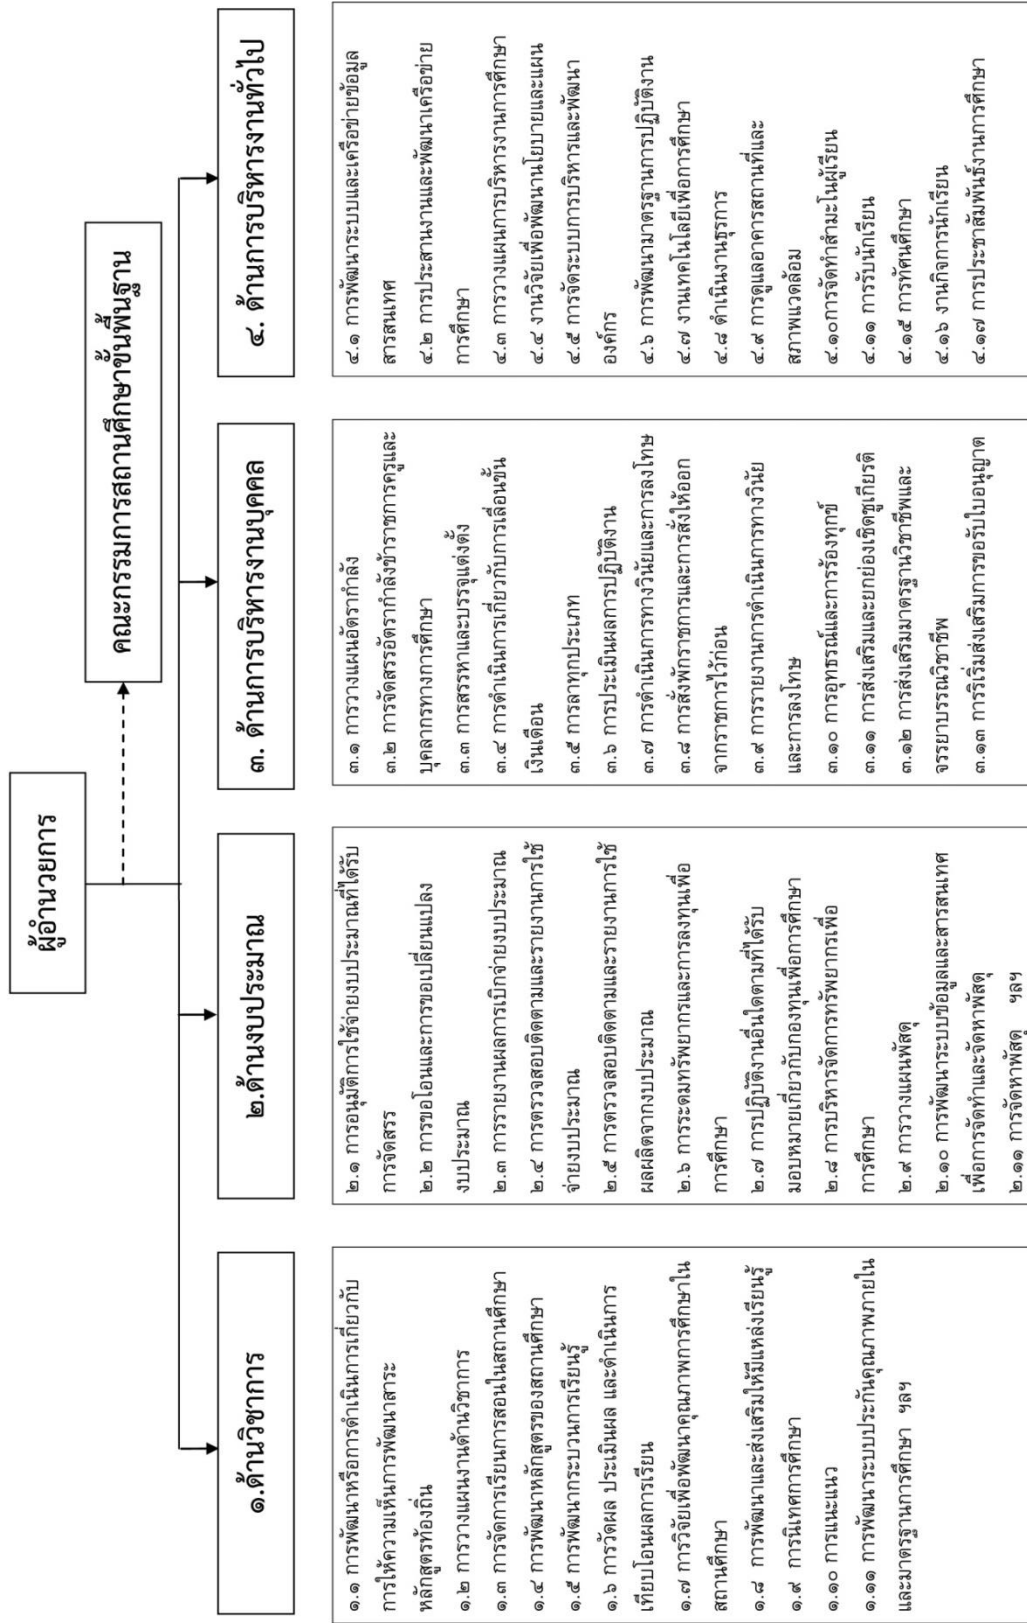 ผู้อำนวยการ
คณะกรรมการสถานศึกษาขั้นพื้นฐาน
๑.ด้านวิชาการ
๑.๑ การพัฒนาหรือการดำเนินการเกี่ยวกับ
การให้ความเห็นการพัฒนาสาระ
หลักสูตรท้องถิ่น
๑.๒ การวางแผนงานด้านวิชาการ
๑.๓ การจัดการเรียนการสอนในสถานศึกษา
๑.๔ การพัฒนาหลักสูตรของสถานศึกษา
๑.๕ การพัฒนากระบวนการเรียนรู้
๑.๖ การวัดผล ประเมินผล และดำเนินการ
เทียบโอนผลการเรียน
๑.๗ การวิจัยเพื่อพัฒนาคุณภาพการศึกษาใน
สถานศึกษา
๑.๘ การพัฒนาและส่งเสริมให้มีแหล่งเรียนรู้
๑.๙ การนิเทศการศึกษา
๑.๑๐ การแนะแนว
๑.๑๑ การพัฒนาระบบประกันคุณภาพภายใน
และมาตรฐานการศึกษา ฯลฯ
๒.ด้านงบประมาณ
๒.๑ การอนุมัติการใช้จ่ายงบประมาณที่ได้รับ
การจัดสรร
๒.๒ การขอโอนและการขอเปลี่ยนแปลง
งบประมาณ
๒.๓ การรายงานผลการเบิกจ่ายงบประมาณ
๒.๔ การตรวจสอบติดตามและรายงานการใช้
จ่ายงบประมาณ
๒.๕ การตรวจสอบติดตามและรายงานการใช้
ผลผลิตจากงบประมาณ
๒.๖ การระดมทรัพยากรและการลงทุนเพื่อ
การศึกษา
๒.๗ การปฏิบัติงานอื่นใดตามที่ได้รับ
มอบหมายเกี่ยวกับกองทุนเพื่อการศึกษา
๒.๘ การบริหารจัดการทรัพยากรเพื่อ
การศึกษา
๒.๙ การวางแผนพัสดุ
๒.๑๐ การพัฒนาระบบข้อมูลและสารสนเทศ
เพื่อการจัดทำและจัดหาพัสดุ
๒.๑๑ การจัดหาพัสดุ ฯลฯ
๓. ด้านการบริหารงานบุคคล
๓.๑ การวางแผนอัตรากำลัง
๓.๒ การจัดสรรอัตรากำลังข้าราชการครูและ
บุคลากรทางการศึกษา
๓.๓ การสรรหาและบรรจุแต่งตั้ง
๓.๔ การดำเนินการเกี่ยวกับการเลื่อนขั้น
เงินเดือน
๓.๕ การลาทุกประเภท
๓.๖ การประเมินผลการปฏิบัติงาน
๓.๗ การดำเนินการทางวินัยและการลงโทษ
๓.๘ การสั่งพักราชการและการสั่งให้ออก
จากราชการไว้ก่อน
๓.๙ การรายงานการดำเนินการทางวินัย
และการลงโทษ
๓.๑๐ การอุทธรณ์และการร้องทุกข์
๓.๑๑ การส่งเสริมและยกย่องเชิดชูเกียรติ
๓.๑๒ การส่งเสริมมาตรฐานวิชาชีพและ
จรรยาบรรณวิชาชีพ
๓.๑๓ การริเริ่มส่งเสริมการขอรับใบอนุญาต
๔. ด้านการบริหารงานทั่วไป
๔.๑ การพัฒนาระบบและเครือข่ายข้อมูล
สารสนเทศ
๔.๒ การประสานงานและพัฒนาเครือข่าย
การศึกษา
๔.๓ การวางแผนการบริหารงานการศึกษา
๔.๔ งานวิจัยเพื่อพัฒนานโยบายและแผน
๔.๕ การจัดระบบการบริหารและพัฒนา
องค์กร
๔.๖ การพัฒนามาตรฐานการปฏิบัติงาน
๔.๗ งานเทคโนโลยีเพื่อการศึกษา
๔.๘ ดำเนินงานธุรการ
๔.๙ การดูแลอาคารสถานที่และ
สภาพแวดล้อม
๔.๑๐การจัดทำสำมะโนผู้เรียน
๔.๑๑ การรับนักเรียน
๔.๑๕ การทัศนศึกษา
๔.๑๖ งานกิจการนักเรียน
๔.๑๗ การประชาสัมพันธ์งานการศึกษา